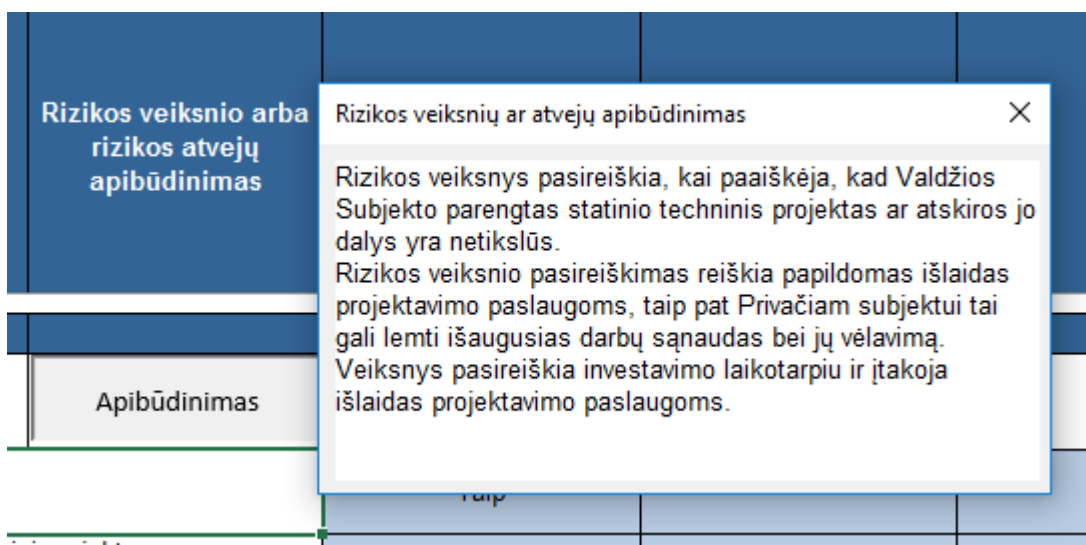 Rizikos veiksnio arba
rizikos atvejų
apibūdinimas
Rizikos veiksnių ar atvejų apibūdinimas
Rizikos veiksnys pasireiškia, kai paaiškėja, kad Valdžios
Subjekto parengtas statinio techninis projektas ar atskiros jo
dalys yra netikslūs.
Rizikos veiksnio pasireiškimas reiškia papildomas išlaidas
projektavimo paslaugoms, taip pat Privačiam subjektui tai
gali lemti išaugusias darbų sąnaudas bei jų vėlavimą.
Veiksnys pasireiškia investavimo laikotarpiu ir įtakoja
išlaidas projektavimo paslaugoms.
Apibūdinimas
Taip